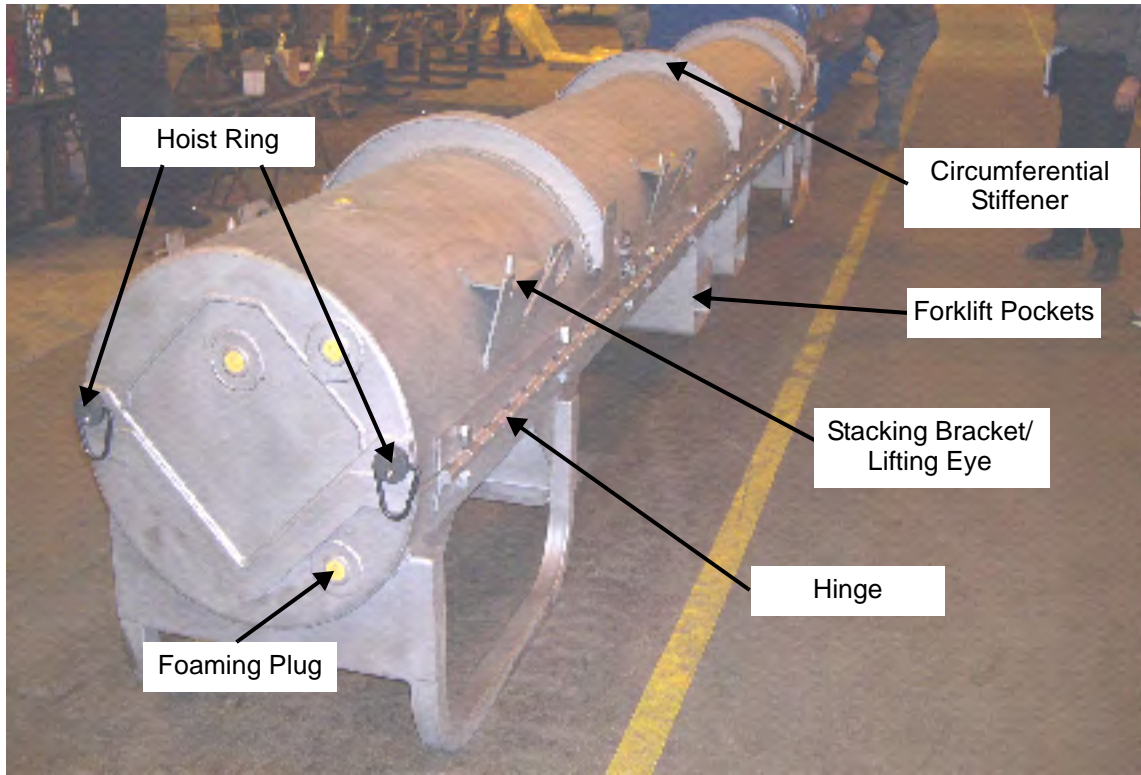 Hoist Ring
Circumferential
Stiffener
Forklift Pockets
Stacking Bracket/
Lifting Eye
Hinge
Foaming Plug